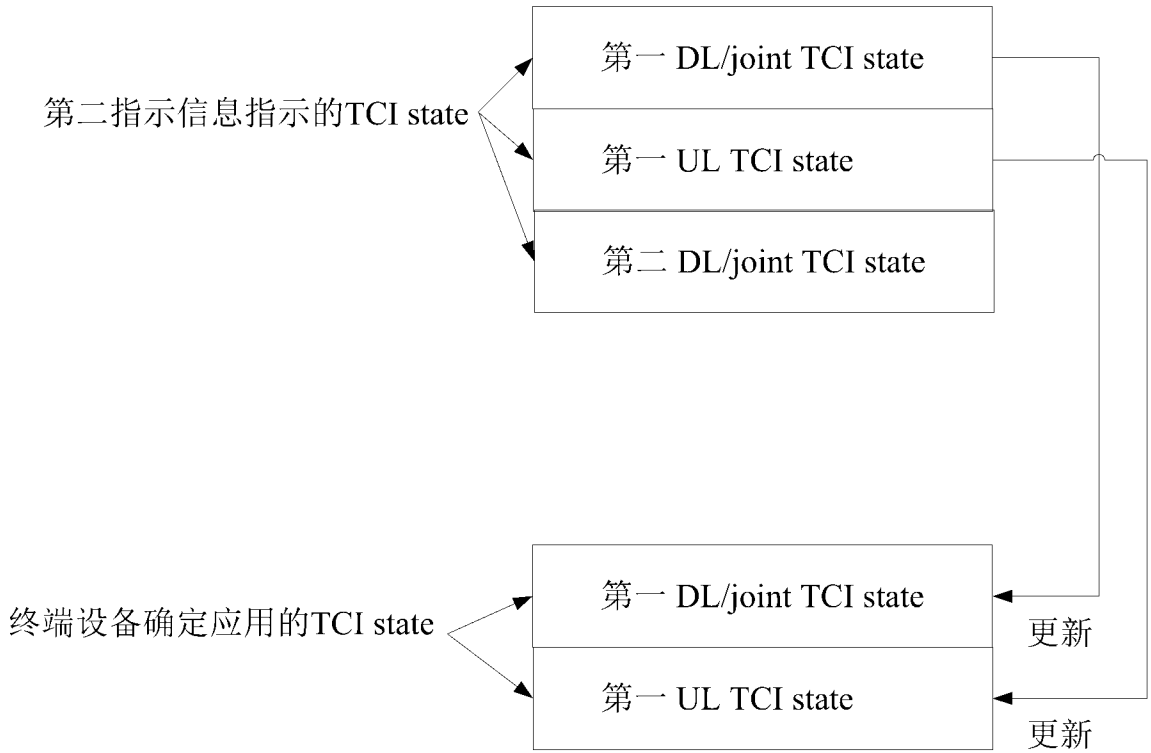 第一 DL/joint TCI state
第二指示信息指示的TCI state
第一 UL TCI state
第二 DL/joint TCI state
第一 DL/joint TCI state
终端设备确定应用的TCI state
更新
第一 UL TCI state
更新